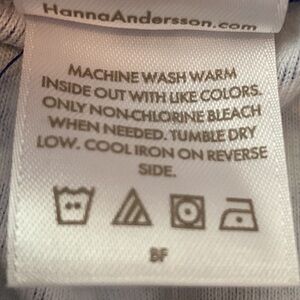 HannaAndersson.com
MACHINE WASH WARM
INSIDE OUT WITH LIKE COLORS.
ONLY NON-CHLORINE BLEACH
WHEN NEEDED. TUMBLE DRY
LOW. COOL IRON ON REVERSE
SIDE.
BF